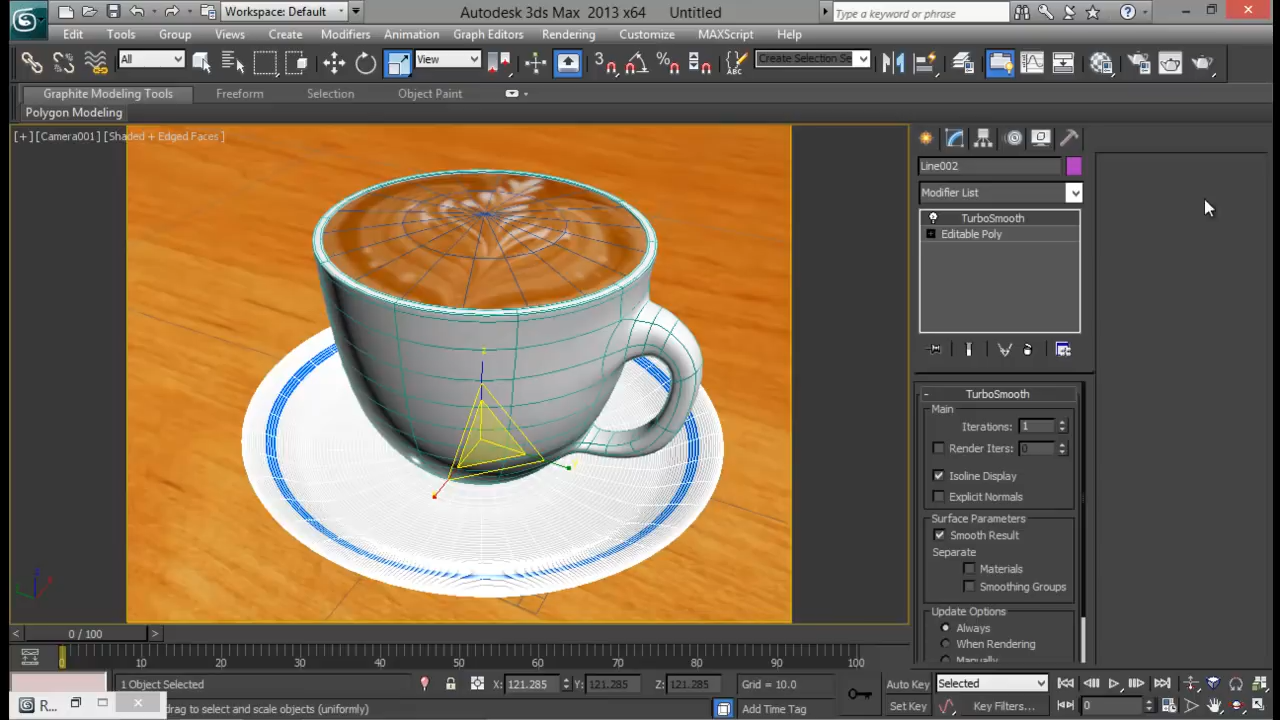 Workspace: Default
Autodesk 3ds Max 2013 x64 Untitled
Type a keyword or phrase
Edit Tools Group Views Create Modifiers Animation Graph Editors Rendering Customize MAXScript Help
All View 3 Create Selection Se
Graphite Modeling Tools Freeform Selection Object Paint
Polygon Modeling
[+] [Camera001] [Shaded + Edged Faces]
Line002
Modifier List
TurboSmooth
Editable Poly
- TurboSmooth
Main
Iterations: 1
Render Iters: 0
Isoline Display
Explicit Normals
Surface Parameters
Smooth Result
Separate
Materials
Smoothing Groups
Update Options
Always
When Rendering
Manually
< 0 / 100 >
0 10 20 30 40 50 60 70 80 90 100
1 Object Selected X: 121.285 Y: 121.285 Z: 121.285 Grid = 10.0 Auto Key Selected
R... drag to select and scale objects (uniformly) Add Time Tag Set Key Key Filters... 0